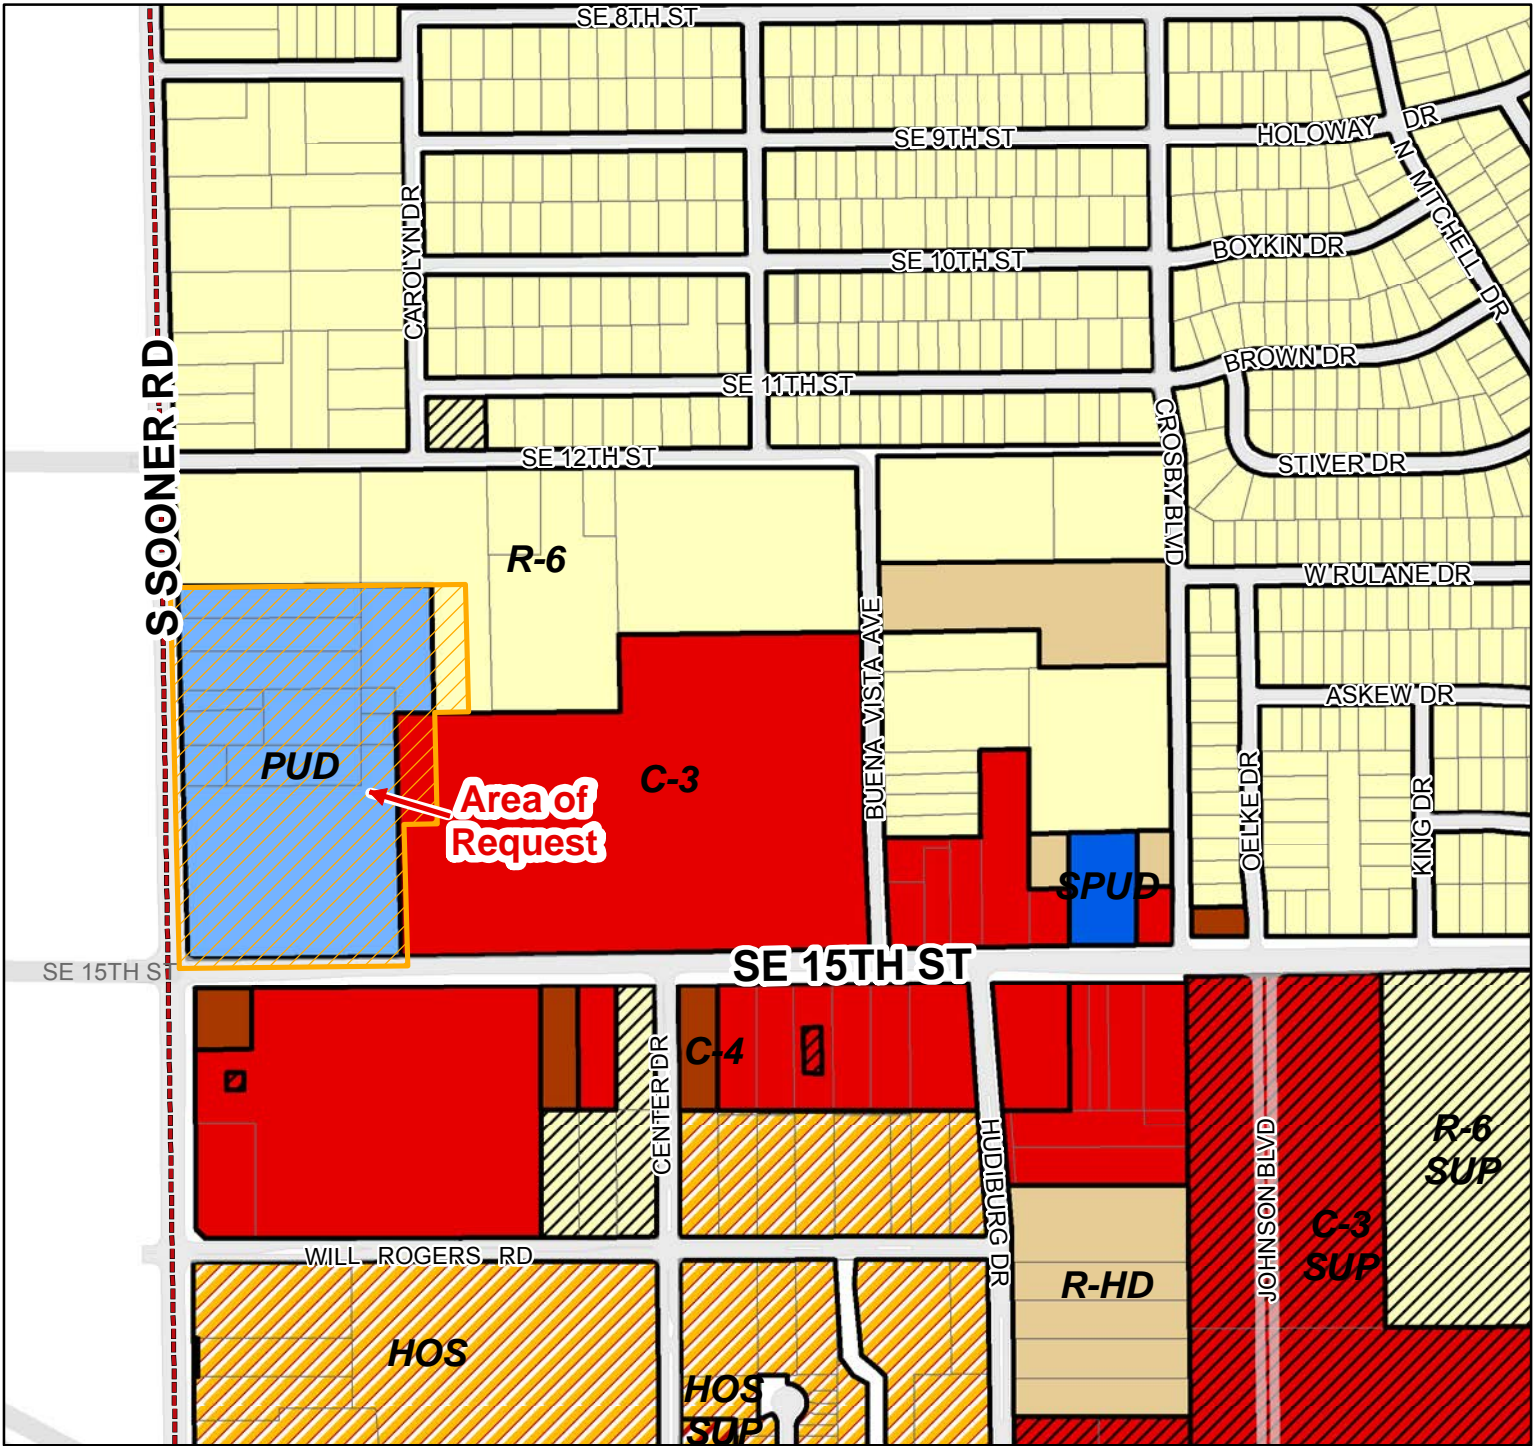 SE 8TH ST
SE 9TH ST
HOLOWAY DR
N MITCHELL DR
CAROLYN DR
BOYKIN DR
SE 10TH ST
BROWN DR
SE 11TH ST
S SOONER RD
CROSBY BLVD
SE 12TH ST
STIVER DR
R-6
W RULANE DR
BUENA VISTA AVE
ASKEW DR
PUD
C-3
Area of
Request
OELKE DR
KING DR
SPUD
SE 15TH ST
SE 15TH ST
CENTER DR
C-4
HUDIBURG DR
JOHNSON BLVD
R-6
SUP
C-3
SUP
WILL ROGERS RD
R-HD
HOS
HOS
SUP